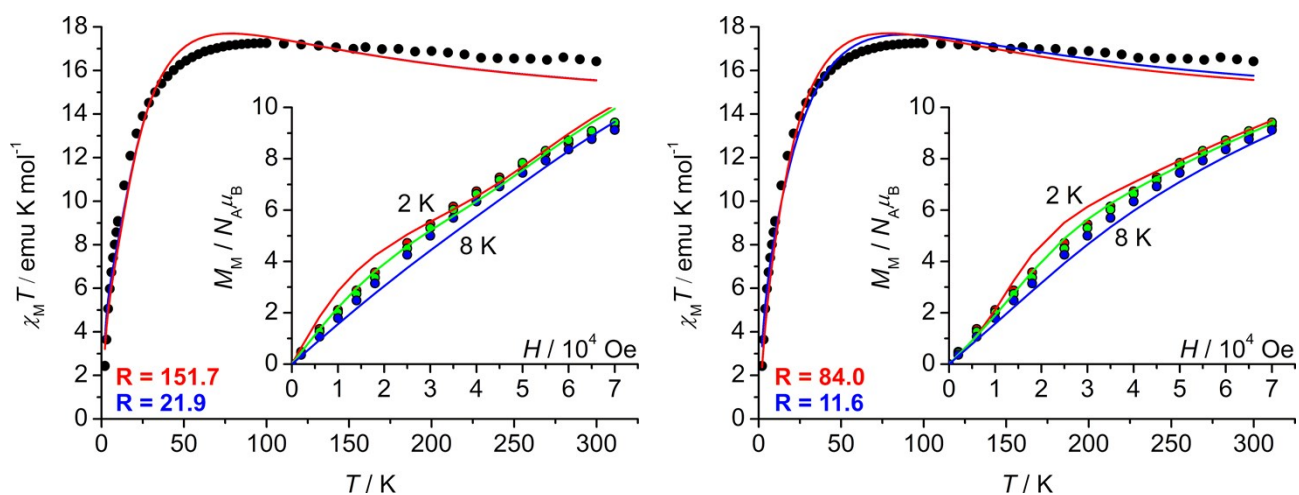 18
16
14
12
10
8
6
4
2
0
χMT / emu K mol⁻¹
0 50 100 150 200 250 300
T / K
R = 151.7
R = 21.9
10
8
6
4
2
0
MM / NAμB
2 K
8 K
H / 10⁴ Oe
0 1 2 3 4 5 6 7
18
16
14
12
10
8
6
4
2
0
χMT / emu K mol⁻¹
0 50 100 150 200 250 300
T / K
R = 84.0
R = 11.6
10
8
6
4
2
0
MM / NAμB
2 K
8 K
H / 10⁴ Oe
0 1 2 3 4 5 6 7